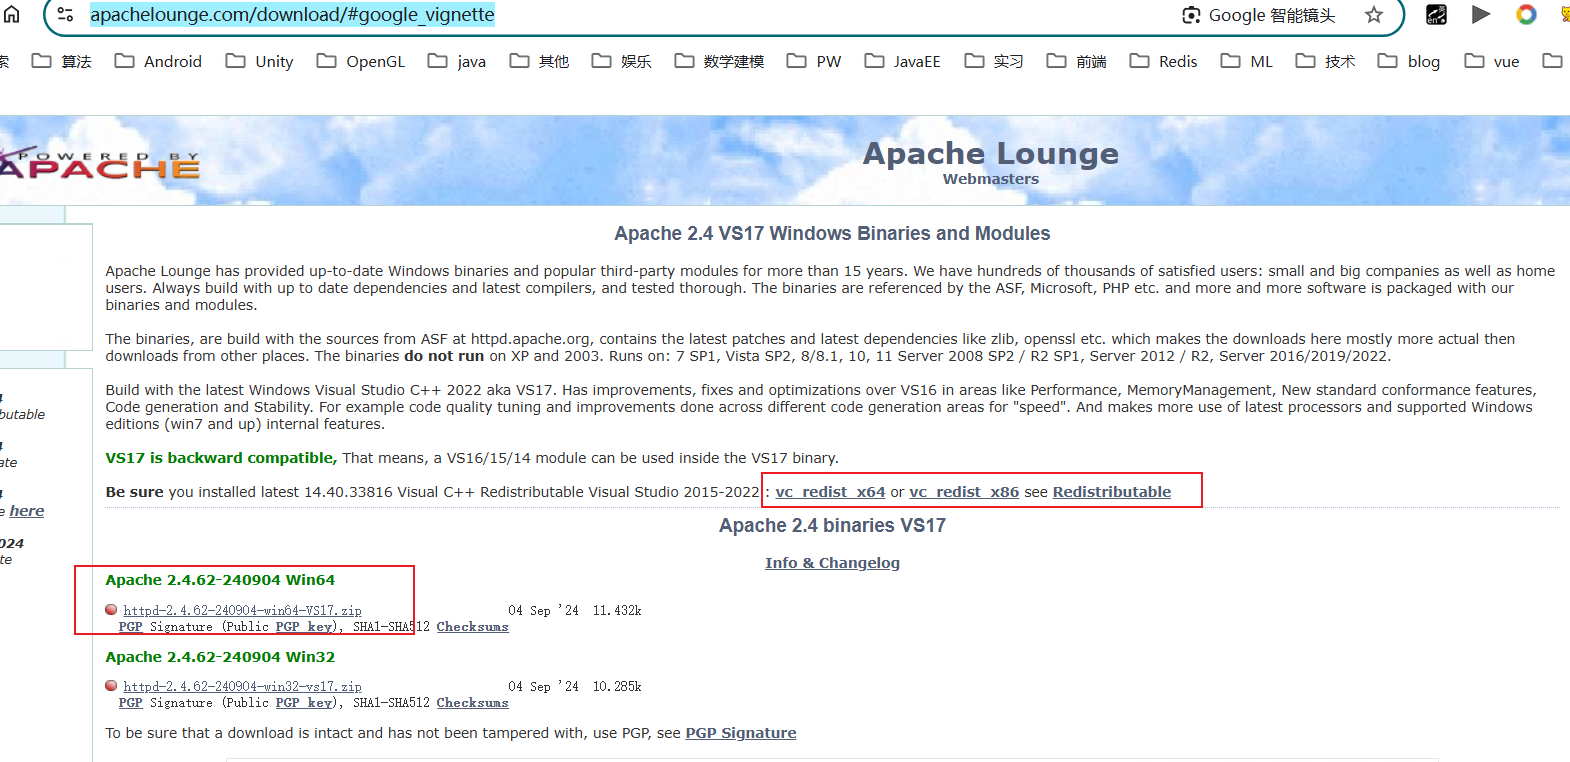 apachelounge.com/download/#google_vignette
Google 智能镜头
en
英
索 算法 Android Unity OpenGL java 其他 娱乐 数学建模 PW JavaEE 实习 前端 Redis ML 技术 blog vue
POWERED BY
APACHE
Apache Lounge
Webmasters
Apache 2.4 VS17 Windows Binaries and Modules
Apache Lounge has provided up-to-date Windows binaries and popular third-party modules for more than 15 years. We have hundreds of thousands of satisfied users: small and big companies as well as home
users. Always build with up to date dependencies and latest compilers, and tested thorough. The binaries are referenced by the ASF, Microsoft, PHP etc. and more and more software is packaged with our
binaries and modules.
The binaries, are build with the sources from ASF at httpd.apache.org, contains the latest patches and latest dependencies like zlib, openssl etc. which makes the downloads here mostly more actual then
downloads from other places. The binaries do not run on XP and 2003. Runs on: 7 SP1, Vista SP2, 8/8.1, 10, 11 Server 2008 SP2 / R2 SP1, Server 2012 / R2, Server 2016/2019/2022.
Build with the latest Windows Visual Studio C++ 2022 aka VS17. Has improvements, fixes and optimizations over VS16 in areas like Performance, MemoryManagement, New standard conformance features,
Code generation and Stability. For example code quality tuning and improvements done across different code generation areas for "speed". And makes more use of latest processors and supported Windows
editions (win7 and up) internal features.
VS17 is backward compatible, That means, a VS16/15/14 module can be used inside the VS17 binary.
Be sure you installed latest 14.40.33816 Visual C++ Redistributable Visual Studio 2015-2022 : vc_redist_x64 or vc_redist_x86 see Redistributable
Apache 2.4 binaries VS17
Info & Changelog
Apache 2.4.62-240904 Win64
httpd-2.4.62-240904-win64-VS17.zip 04 Sep '24 11.432k
PGP Signature (Public PGP key), SHA1-SHA512 Checksums
Apache 2.4.62-240904 Win32
httpd-2.4.62-240904-win32-vs17.zip 04 Sep '24 10.285k
PGP Signature (Public PGP key), SHA1-SHA512 Checksums
To be sure that a download is intact and has not been tampered with, use PGP, see PGP Signature
4
butable
4
ate
4
e here
024
te